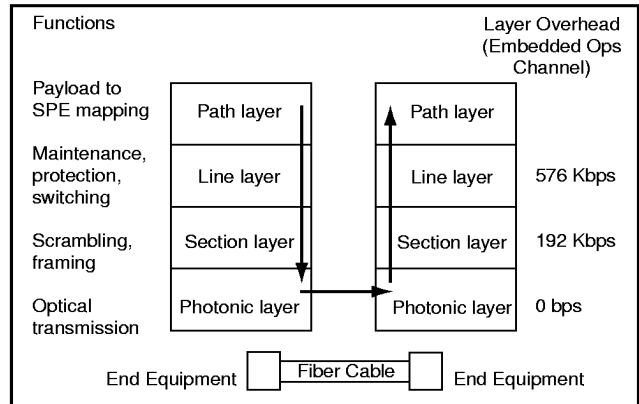 Functions
Layer Overhead
(Embedded Ops
Channel)
Payload to
SPE mapping
Path layer
Path layer
Maintenance,
protection,
switching
Line layer
Line layer
576 Kbps
Scrambling,
framing
Section layer
Section layer
192 Kbps
Optical
transmission
Photonic layer
Photonic layer
0 bps
End Equipment
Fiber Cable
End Equipment